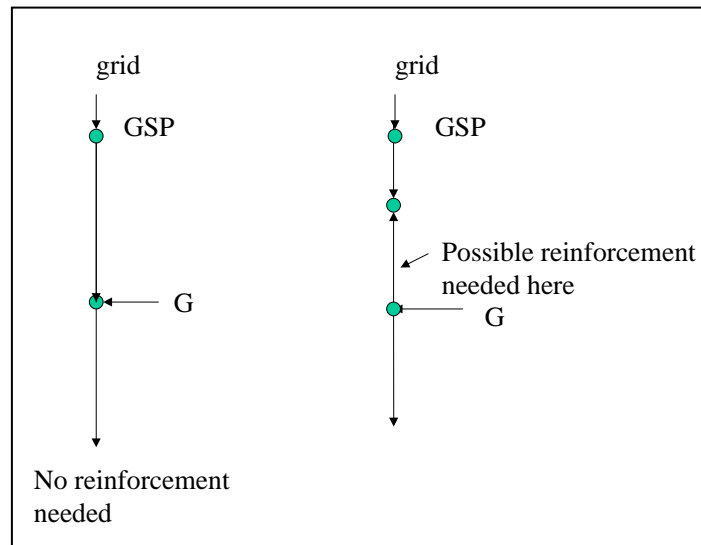 grid
GSP
G
No reinforcement
needed
grid
GSP
Possible reinforcement
needed here
G